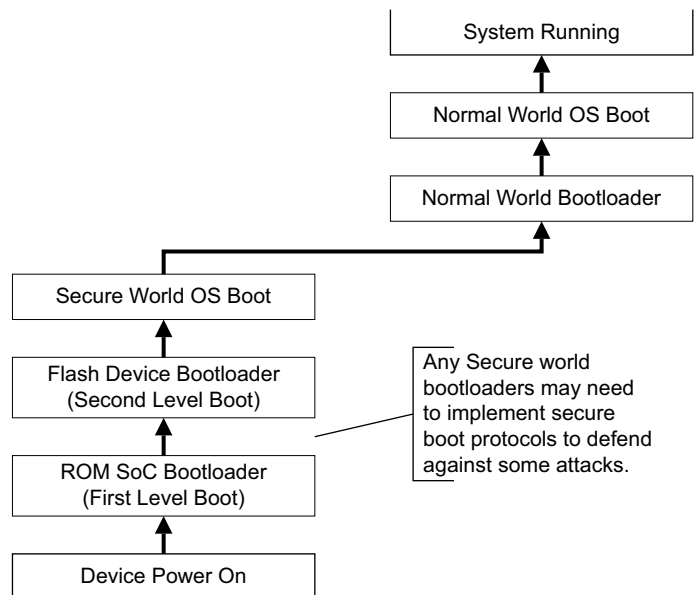 System Running
Normal World OS Boot
Normal World Bootloader
Secure World OS Boot
Flash Device Bootloader
(Second Level Boot)
Any Secure world
bootloaders may need
to implement secure
boot protocols to defend
against some attacks.
ROM SoC Bootloader
(First Level Boot)
Device Power On